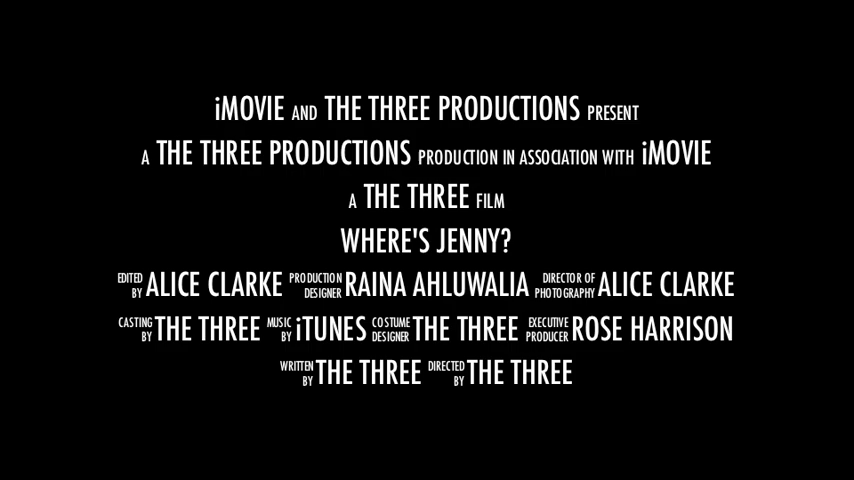 iMOVIE AND THE THREE PRODUCTIONS PRESENT
A THE THREE PRODUCTIONS PRODUCTION IN ASSOCIATION WITH iMOVIE
A THE THREE FILM
WHERE'S JENNY?
EDITED BY ALICE CLARKE PRODUCTION DESIGNER RAINA AHLUWALIA DIRECTOR OF PHOTOGRAPHY ALICE CLARKE
CASTING BY THE THREE MUSIC BY iTUNES COSTUME DESIGNER THE THREE EXECUTIVE PRODUCER ROSE HARRISON
WRITTEN BY THE THREE DIRECTED BY THE THREE